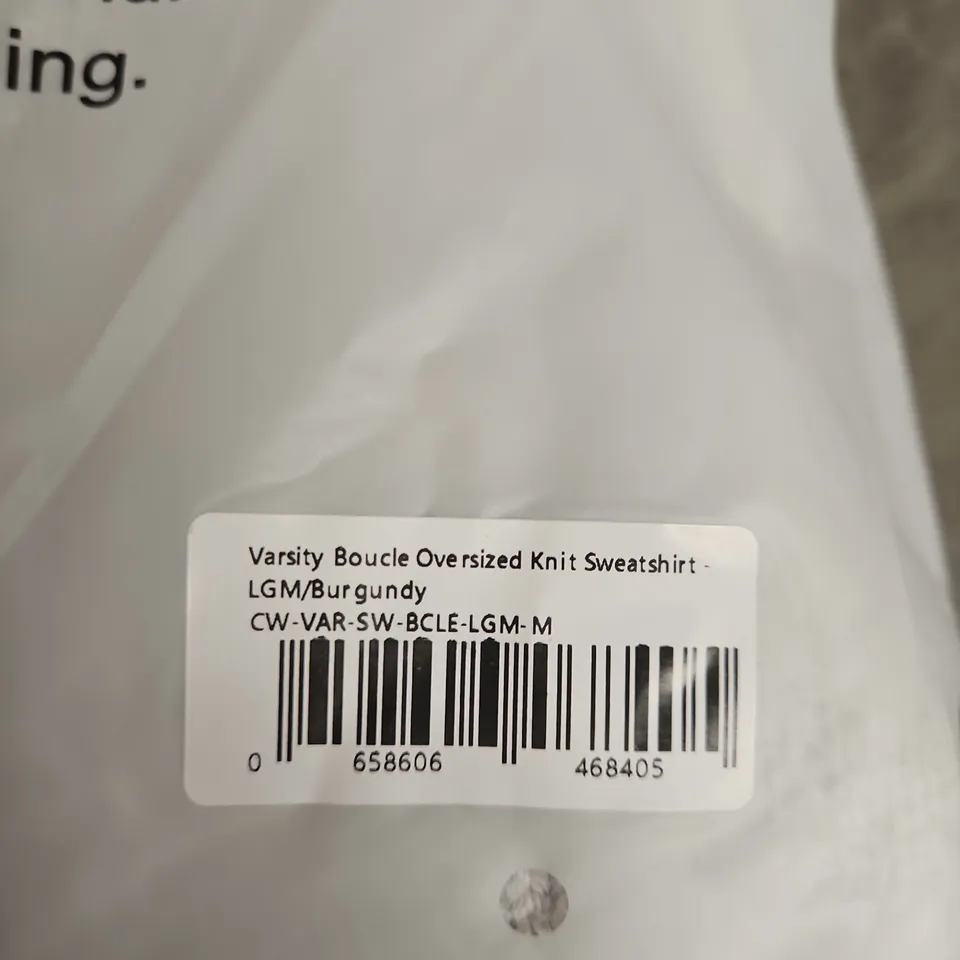 ing.
Varsity Boucle Oversized Knit Sweatshirt -
LGM/Burgundy
CW-VAR-SW-BCLE-LGM-M
0 658606 468405